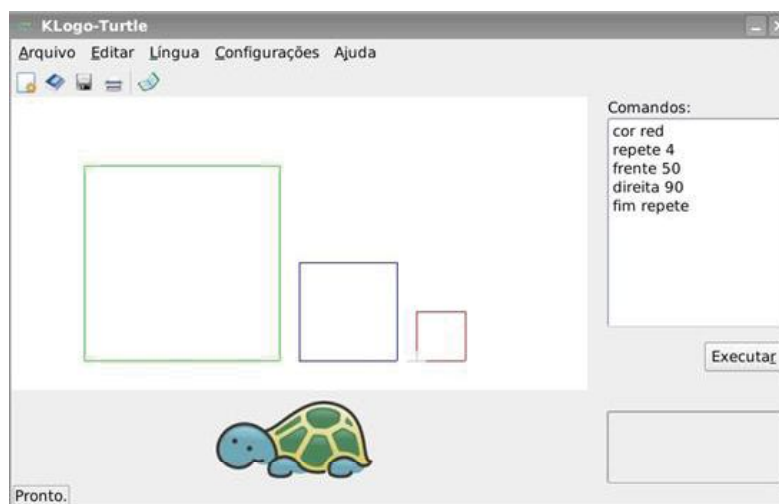 KLogo-Turtle
Arquivo Editar Língua Configurações Ajuda
Comandos:
cor red
repete 4
frente 50
direita 90
fim repete
Executar
Pronto.